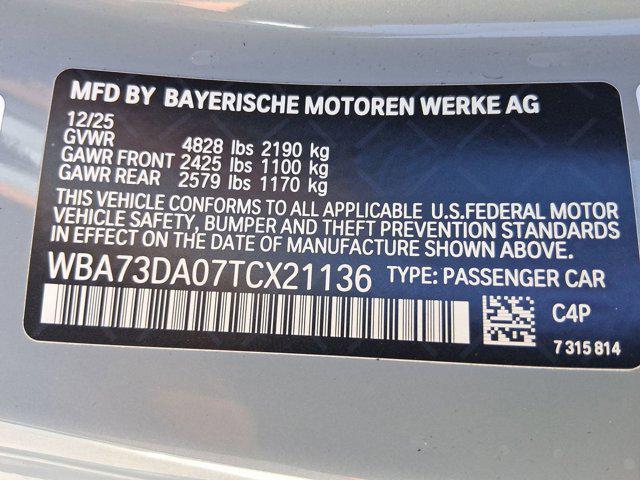 MFD BY BAYERISCHE MOTOREN WERKE AG
12/25
GVWR 4828 lbs 2190 kg
GAWR FRONT 2425 lbs 1100 kg
GAWR REAR 2579 lbs 1170 kg
THIS VEHICLE CONFORMS TO ALL APPLICABLE U.S.FEDERAL MOTOR
VEHICLE SAFETY, BUMPER AND THEFT PREVENTION STANDARDS
IN EFFECT ON THE DATE OF MANUFACTURE SHOWN ABOVE.
WBA73DA07TCX21136 TYPE: PASSENGER CAR
C4P
7 315 814